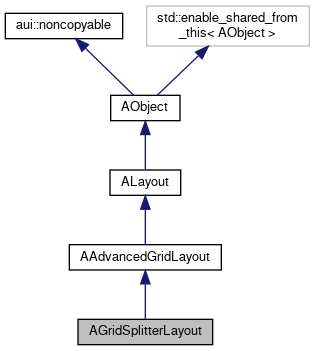 aui::noncopyable
std::enable_shared_from
_this< AObject >
AObject
ALayout
AAdvancedGridLayout
AGridSplitterLayout